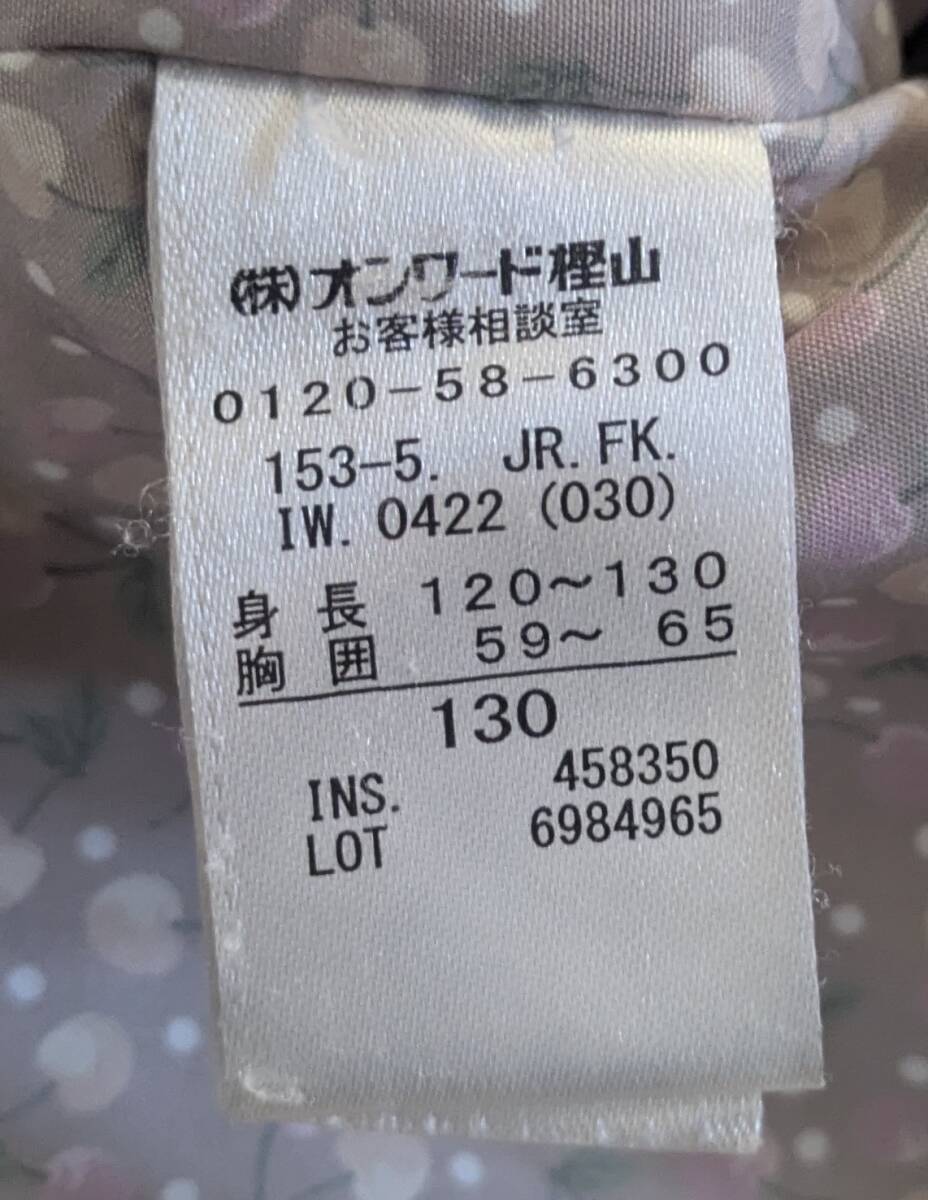 (株)オンワード樫山
お客様相談室
0120-58-6300
153-5. JR. FK.
IW. 0422 (030)
身長 120~130
胸囲 59~ 65
130
INS. 458350
LOT 6984965